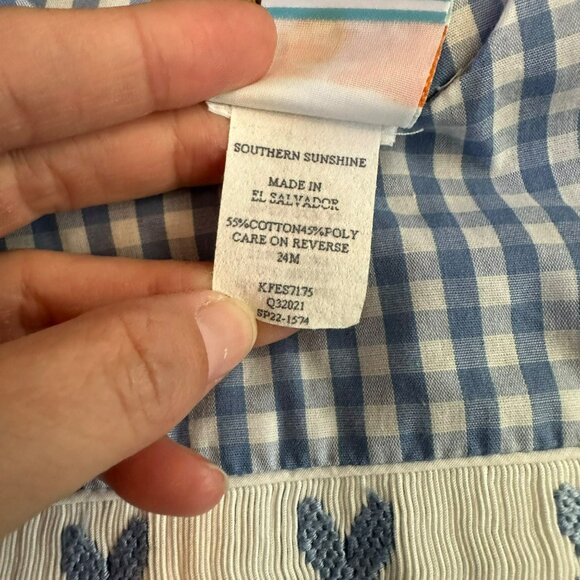 SOUTHERN SUNSHINE
MADE IN
EL SALVADOR
55%COTTON45%POLY
CARE ON REVERSE
24M
KFES7175
Q32021
SP22-1574